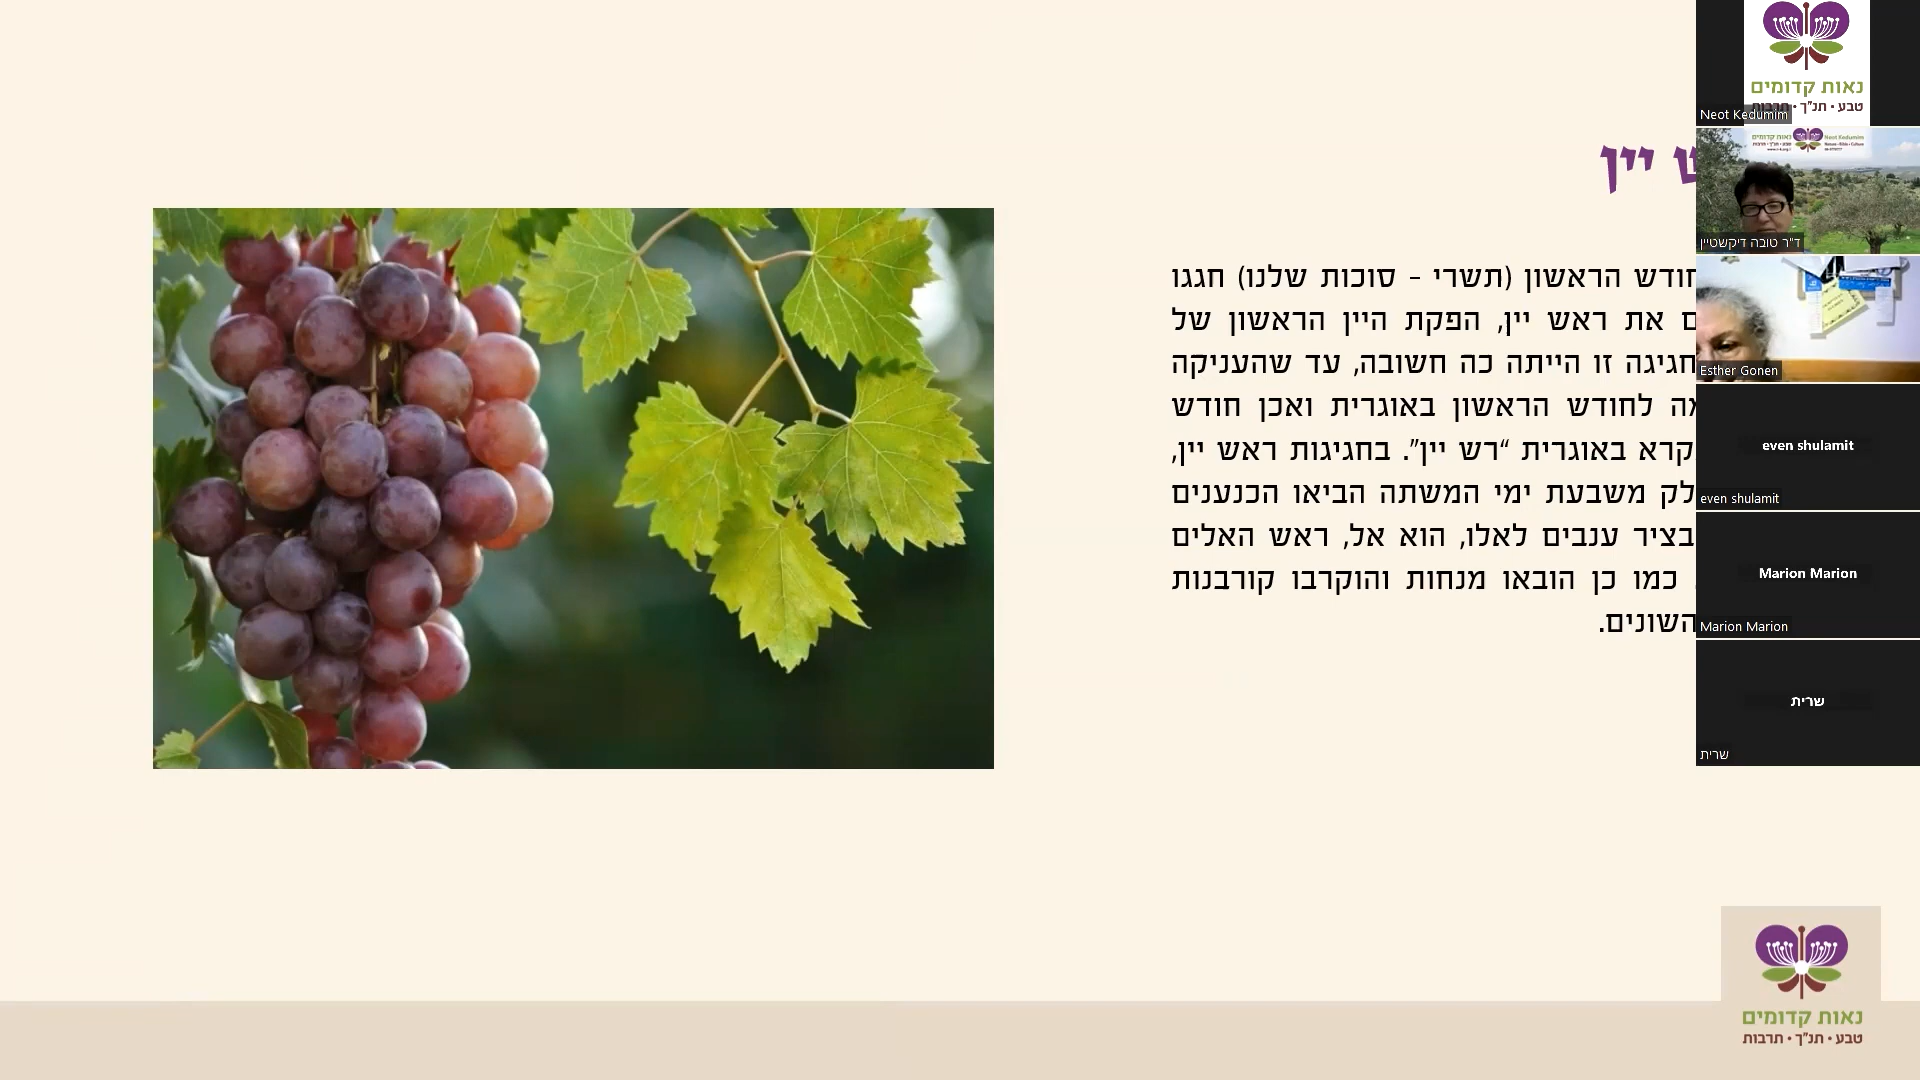 יין
חודש הראשון (תשרי - סוכות שלנו) חגגו
את ראש יין, הפקת היין הראשון של
חגיגה זו הייתה כה חשובה, עד שהעניקה
לחודש הראשון באוגרית ואכן חודש
קרא באוגרית “רש יין”. בחגיגות ראש יין,
משבעת ימי המשתה הביאו הכנענים
בציר ענבים לאלו, הוא אל, ראש האלים
כמו כן הובאו מנחות והוקרבו קורבנות
השונים.
נאות קדומים
טבע • תנ"ך • תרבות
Neot Kedumim
נאות קדומים
Neot Kedumim
ד"ר טובה דיקשטיין
Esther Gonen
even shulamit
even shulamit
Marion Marion
Marion Marion
שרית
שרית
נאות קדומים
טבע • תנ"ך • תרבות